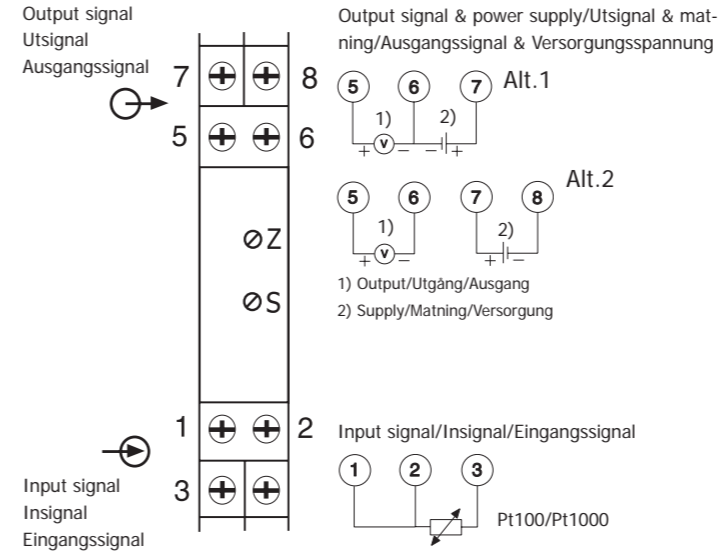 Output signal
Utsignal
Ausgangssignal
7
8
5
6
Z
S
1
2
3
Input signal
Insignal
Eingangssignal
Output signal & power supply/Utsignal & mat-
ning/Ausgangssignal & Versorgungsspannung
5 6 7 Alt.1
1) 2)
+ V - - +
Alt.2
5 6 7 8
1) 2)
+ V - + -
1) Output/Utgång/Ausgang
2) Supply/Matning/Versorgung
Input signal/Insignal/Eingangssignal
1 2 3
Pt100/Pt1000